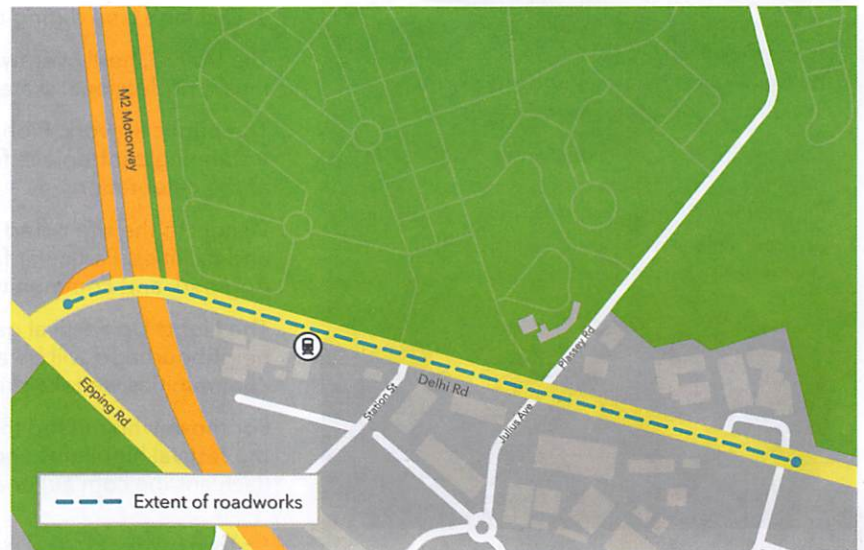 M2 Motorway
Plassey Rd
Delhi Rd
Station St
Epping Rd
Julius Ave
Extent of roadworks